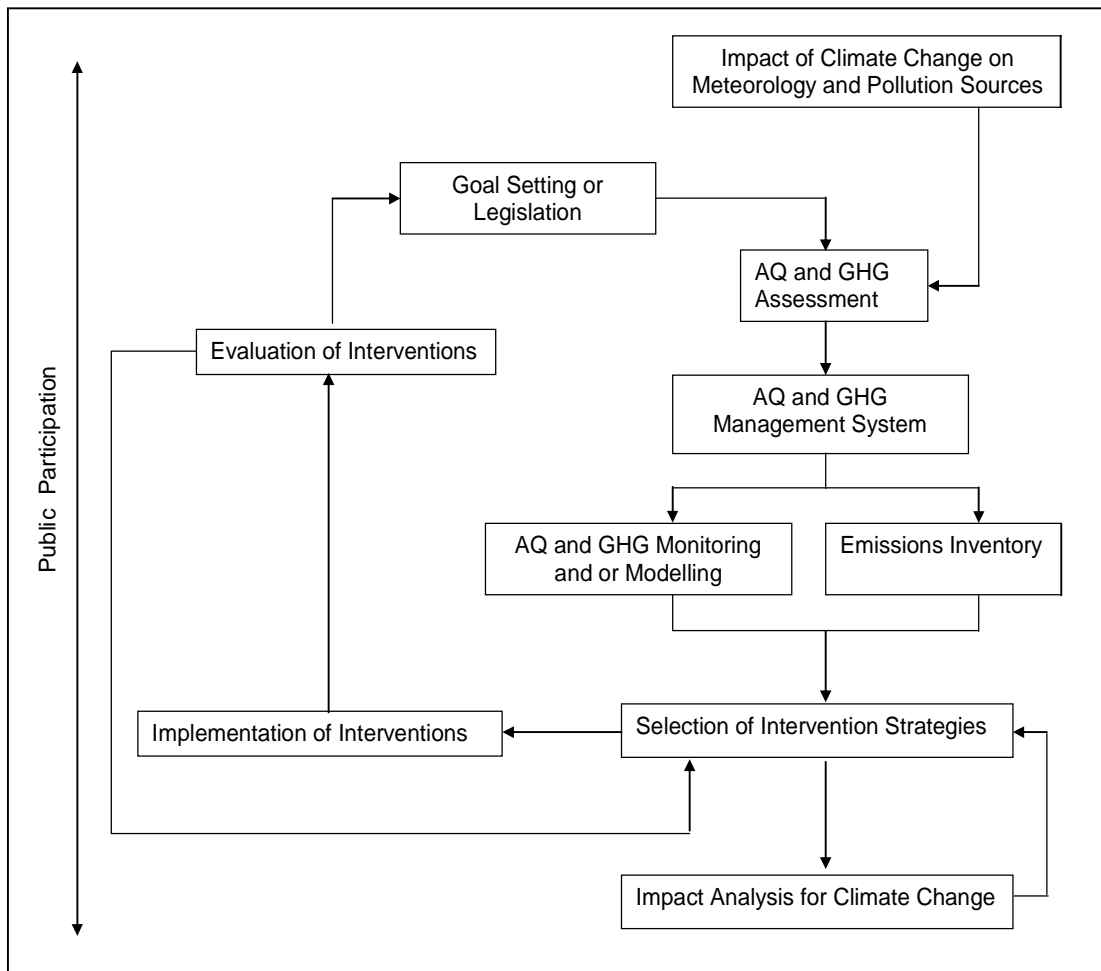 Impact of Climate Change on
Meteorology and Pollution Sources
Goal Setting or
Legislation
AQ and GHG
Assessment
Evaluation of Interventions
AQ and GHG
Management System
Public Participation
AQ and GHG Monitoring
and or Modelling
Emissions Inventory
Implementation of Interventions
Selection of Intervention Strategies
Impact Analysis for Climate Change